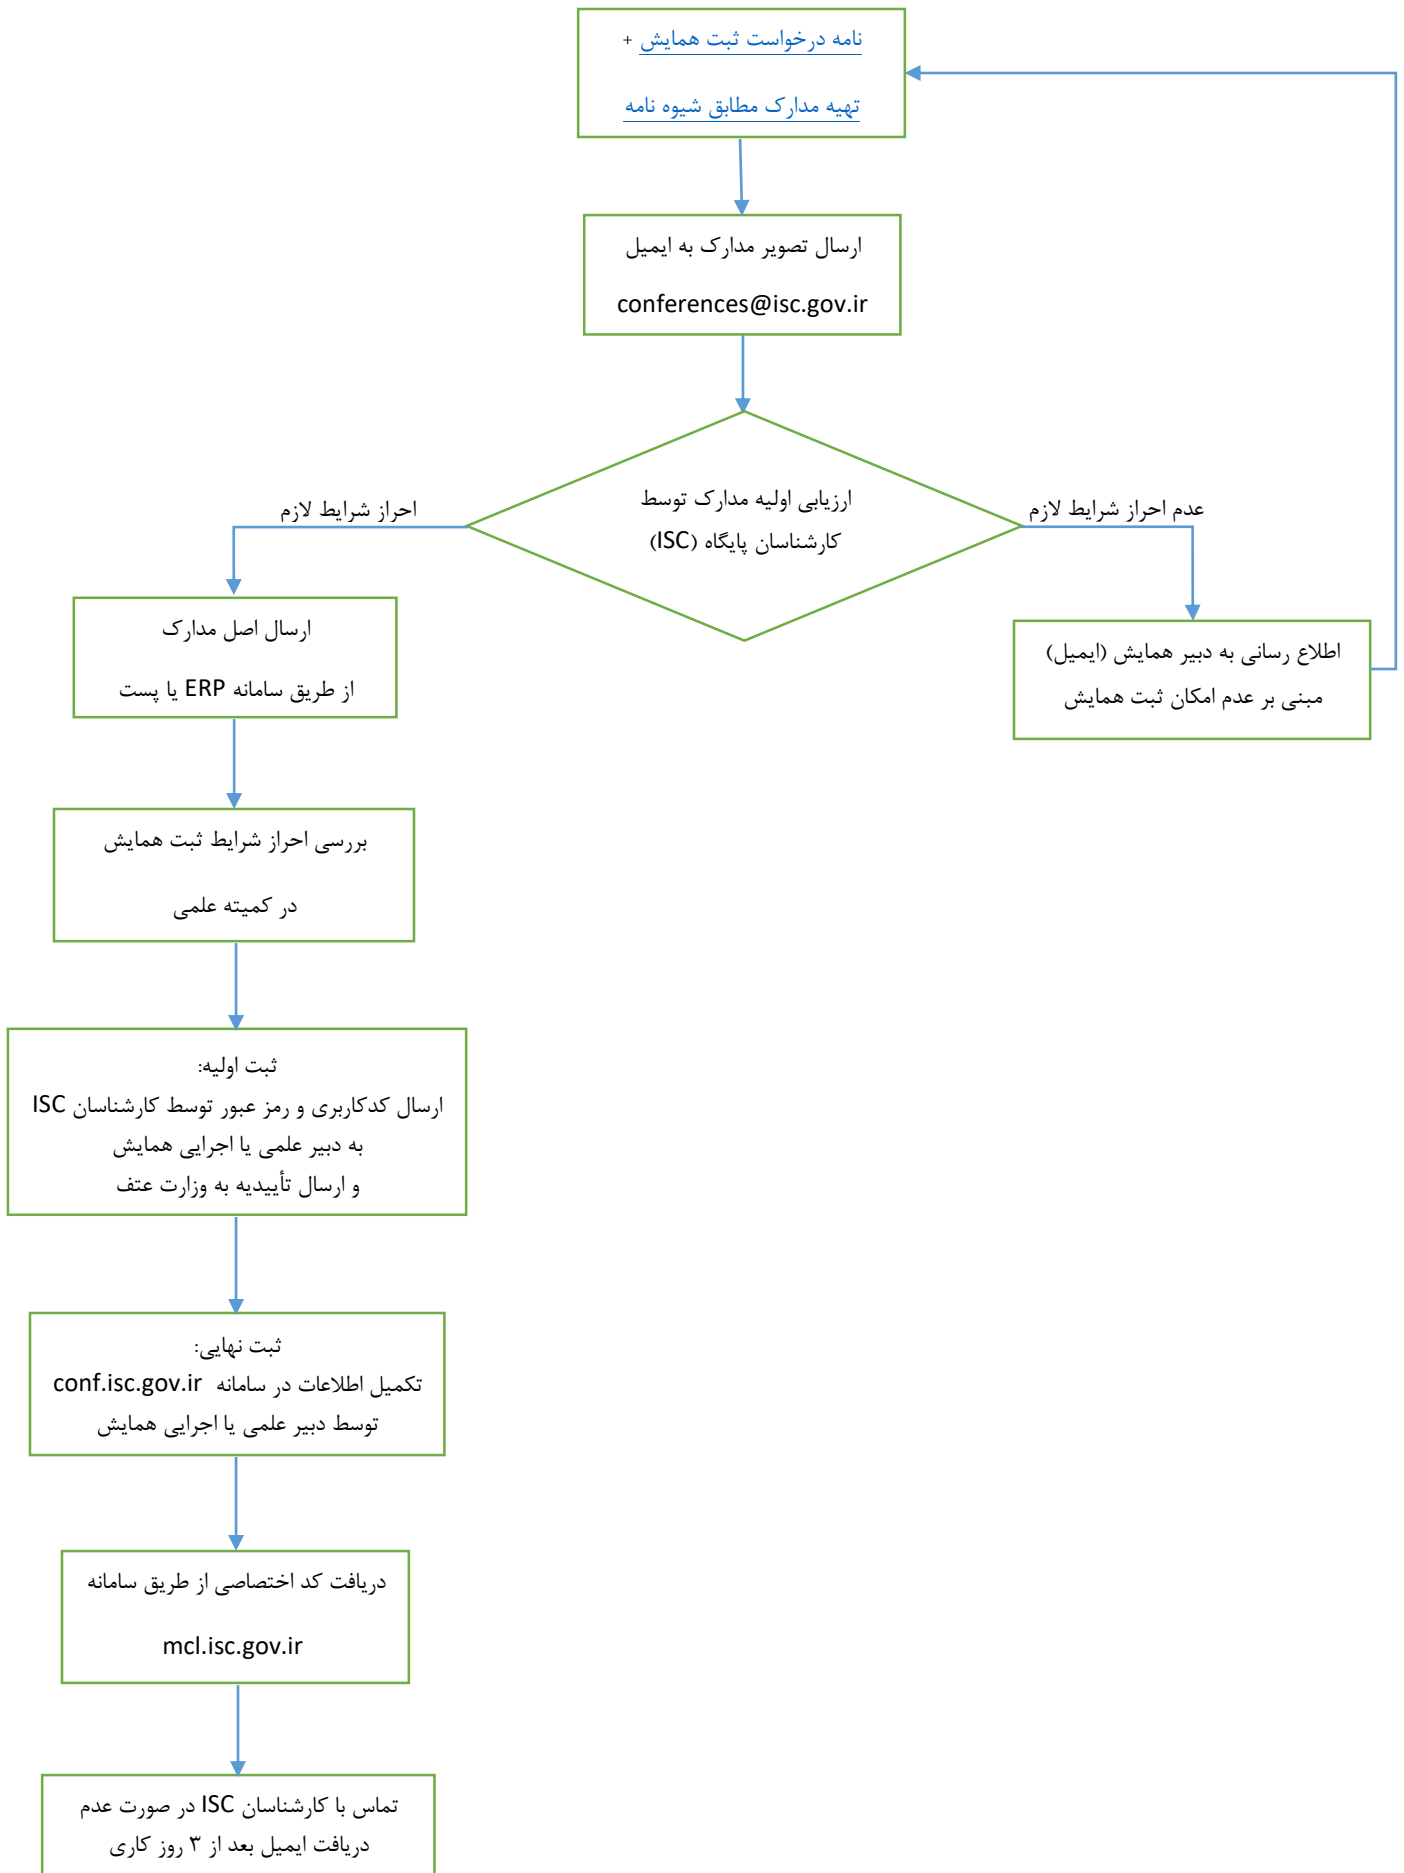 نامه درخواست ثبت همایش +
تهیه مدارک مطابق شیوه نامه
ارسال تصویر مدارک به ایمیل
conferences@isc.gov.ir
ارزیابی اولیه مدارک توسط
کارشناسان پایگاه (ISC)
عدم احراز شرایط لازم
احراز شرایط لازم
اطلاع رسانی به دبیر همایش (ایمیل)
مبنی بر عدم امکان ثبت همایش
ارسال اصل مدارک
از طریق سامانه ERP یا پست
بررسی احراز شرایط ثبت همایش
در کمیته علمی
ثبت اولیه:
ارسال کدکاربری و رمز عبور توسط کارشناسان ISC
به دبیر علمی یا اجرایی همایش
و ارسال تأییدیه به وزارت عتف
ثبت نهایی:
تکمیل اطلاعات در سامانه conf.isc.gov.ir
توسط دبیر علمی یا اجرایی همایش
دریافت کد اختصاصی از طریق سامانه
mcl.isc.gov.ir
تماس با کارشناسان ISC در صورت عدم
دریافت ایمیل بعد از ۳ روز کاری